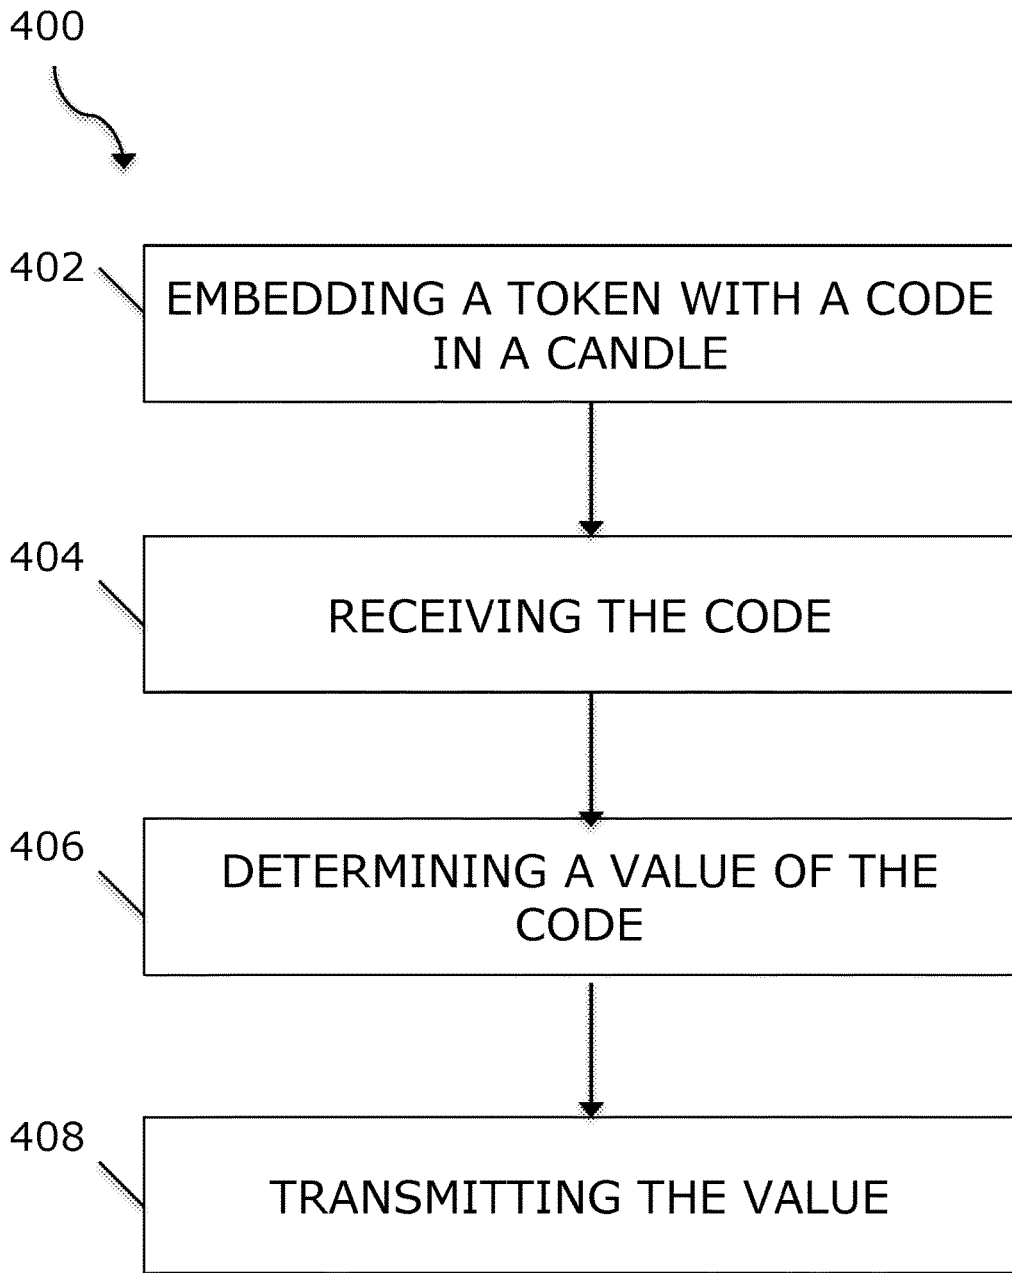 400
402
EMBEDDING A TOKEN WITH A CODE
IN A CANDLE
404
RECEIVING THE CODE
406
DETERMINING A VALUE OF THE
CODE
408
TRANSMITTING THE VALUE